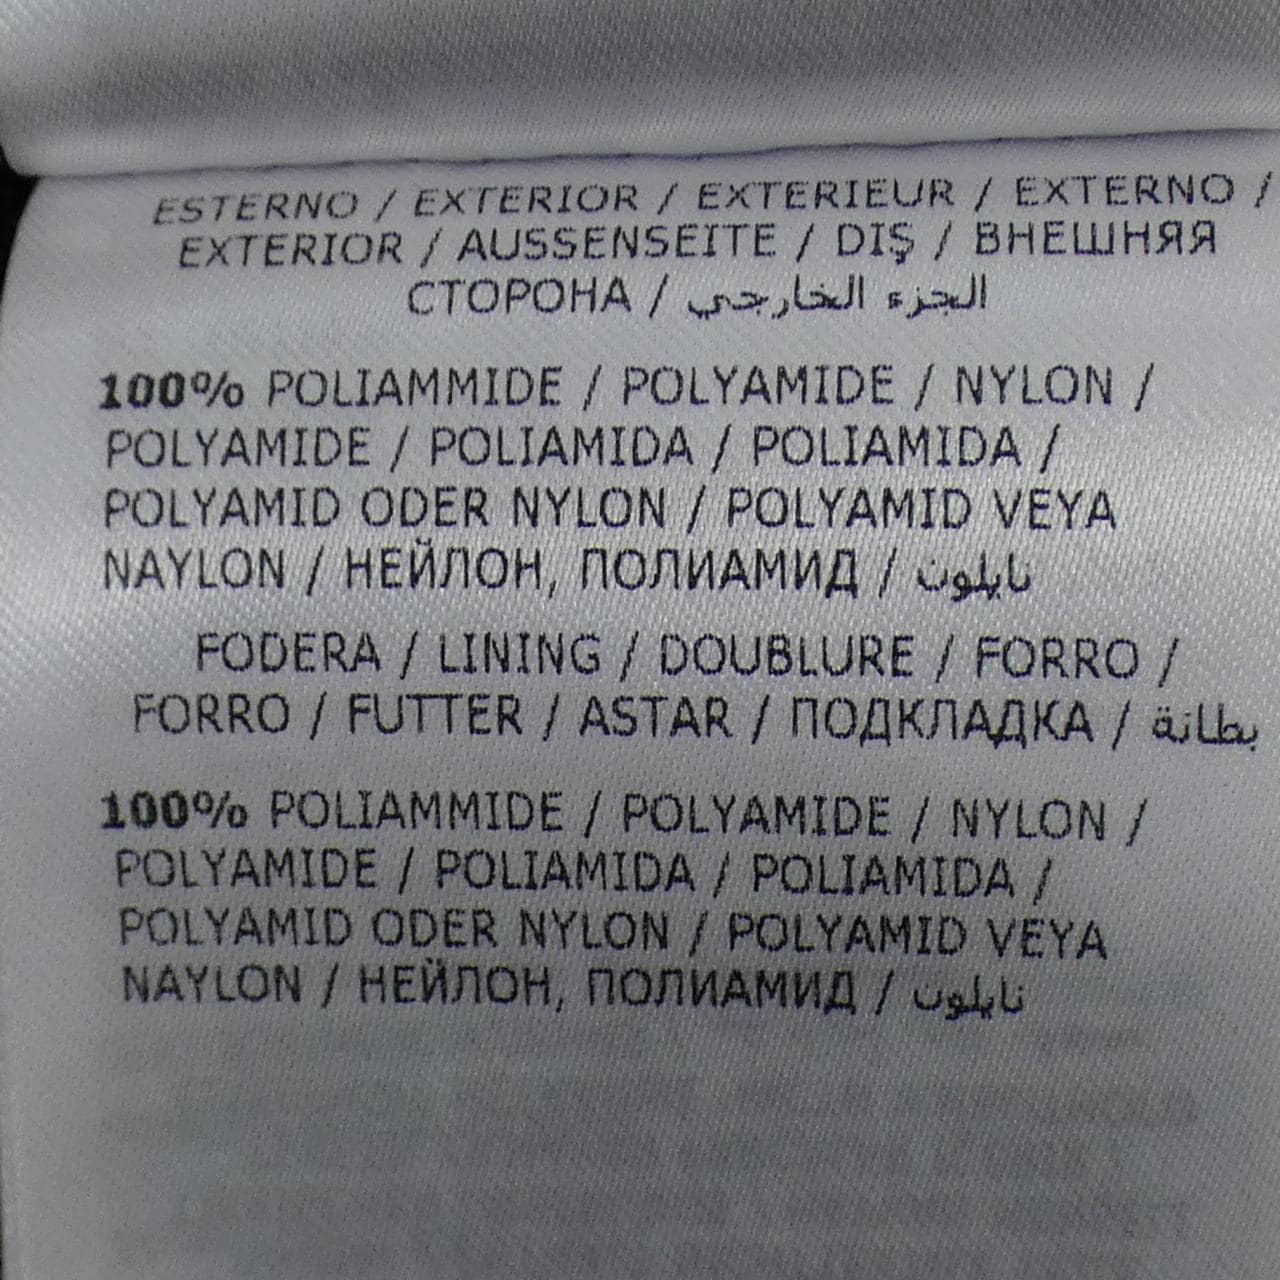 ESTERNO / EXTERIOR / EXTERIEUR / EXTERNO /
EXTERIOR / AUSSENSEITE / DIŞ / ВНЕШНЯЯ
СТОРОНА / الجزء الخارجي
100% POLIAMMIDE / POLYAMIDE / NYLON /
POLYAMIDE / POLIAMIDA / POLIAMIDA /
POLYAMID ODER NYLON / POLYAMID VEYA
NAYLON / НЕЙЛОН, ПОЛИАМИД / نايلون
FODERA / LINING / DOUBLURE / FORRO /
FORRO / FUTTER / ASTAR / ПОДКЛАДКА / بطانة
100% POLIAMMIDE / POLYAMIDE / NYLON /
POLYAMIDE / POLIAMIDA / POLIAMIDA /
POLYAMID ODER NYLON / POLYAMID VEYA
NAYLON / НЕЙЛОН, ПОЛИАМИД / نايلون